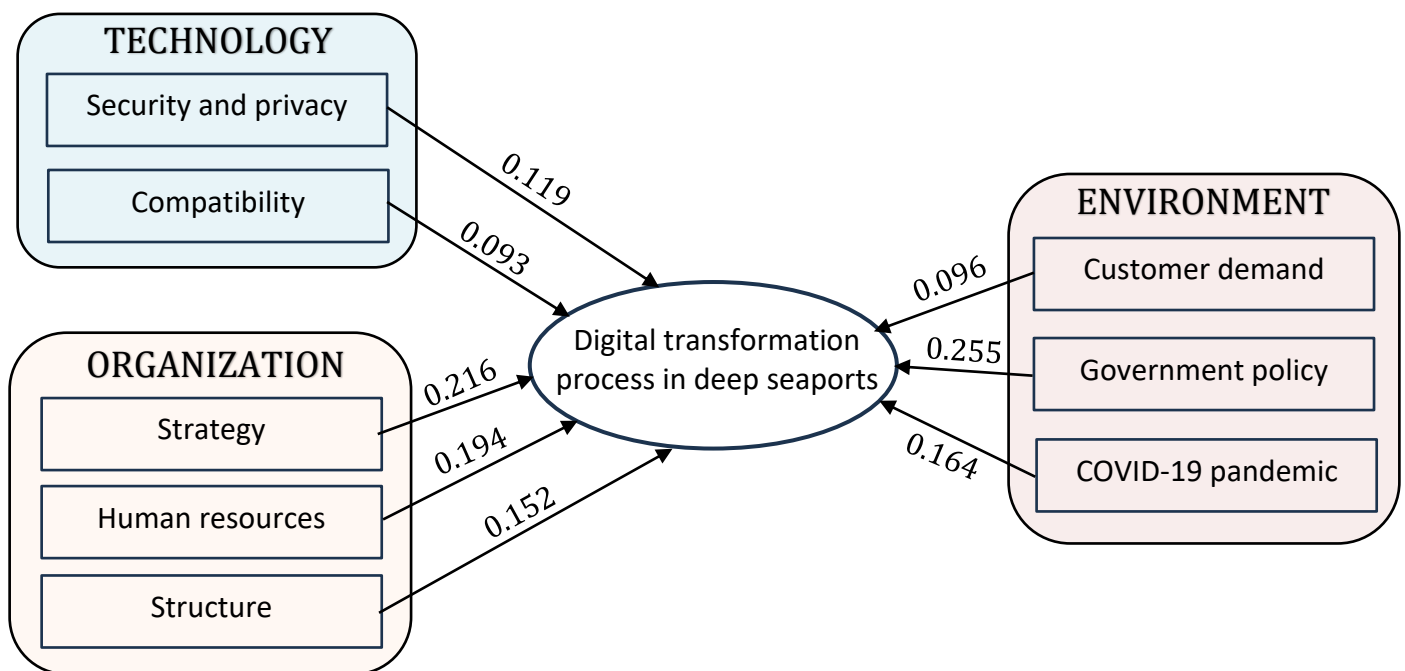 TECHNOLOGY
Security and privacy
Compatibility
0.119
0.093
ORGANIZATION
Strategy
Human resources
Structure
0.216
0.194
0.152
Digital transformation
process in deep seaports
ENVIRONMENT
Customer demand
Government policy
COVID-19 pandemic
0.096
0.255
0.164